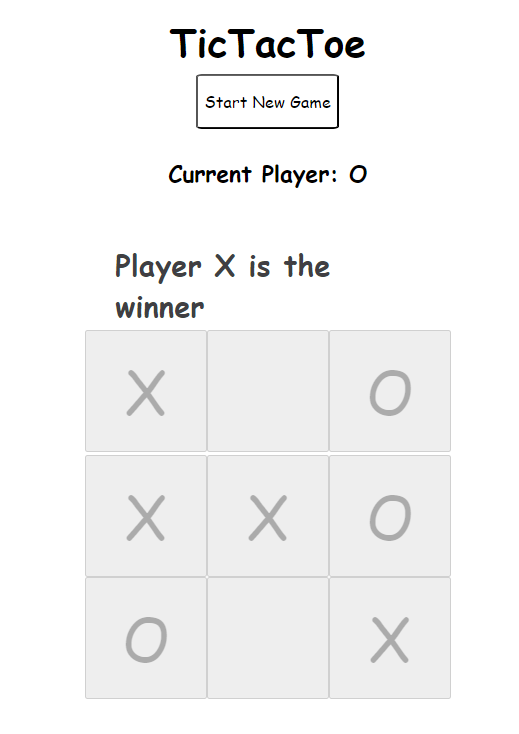 TicTacToe
Start New Game
Current Player: O
Player X is the
winner
X O
X X O
O X